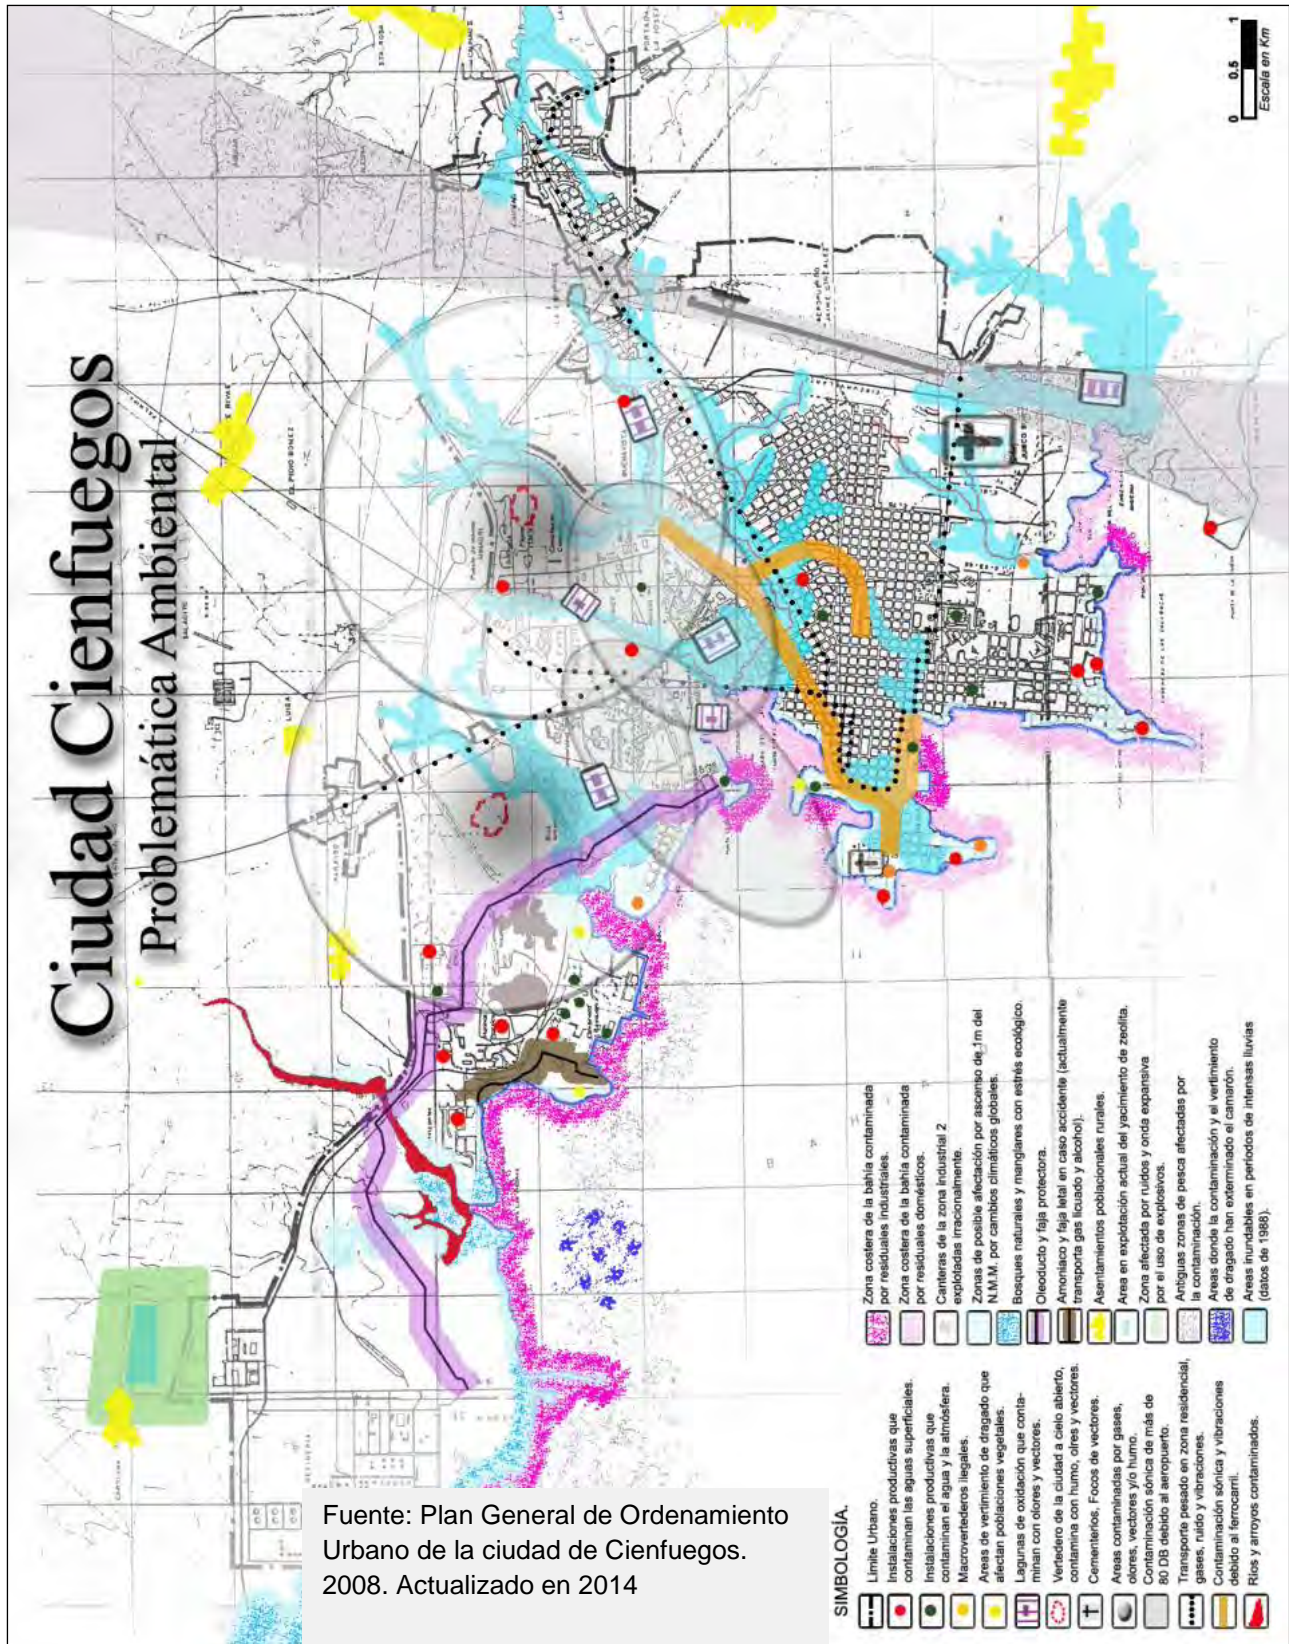 Ciudad Cienfuegos
Problemática Ambiental
0
0.5
1
Escala en Km
STA. ROSA
EL PEDIO GOMEZ
SALADITO
LUISA
SIMBOLOGÍA.
Límite Urbano.
Instalaciones productivas que
contaminan las aguas superficiales.
Instalaciones productivas que
contaminan el agua y la atmósfera.
Macrovertederos ilegales.
Areas de vertimiento de dragado que
afectan poblaciones vegetales.
Lagunas de oxidación que conta-
minan con olores y vectores.
Vertedero de la ciudad a cielo abierto,
contamina con humo, olres y vectores.
Cementerios. Focos de vectores.
Areas contaminadas por gases,
olores, vectores y/o humo.
Contaminación sónica de más de
80 DB debido al aeropuerto.
Transporte pesado en zona residencial,
gases, ruido y vibraciones.
Contaminación sónica y vibraciones
debido al ferrocarril.
Ríos y arroyos contaminados.
Zona costera de la bahía contaminada
por residuales industriales.
Zona costera de la bahía contaminada
por residuales domésticos.
Canteras de la zona industrial 2
explotadas irracionalmente.
Zonas de posible afectación por ascenso de 1m del
N.M.M. por cambios climáticos globales.
Bosques naturales y manglares con estrés ecológico.
Oleoducto y faja protectora.
Amoniaco y faja letal en caso accidente (actualmente
transporta gas licuado y alcohol).
Asentamientos poblacionales rurales.
Area en explotación actual del yacimiento de zeolita.
Zona afectada por ruidos y onda expansiva
por el uso de explosivos.
Antiguas zonas de pesca afectadas por
la contaminación.
Areas donde la contaminación y el vertimiento
de dragado han exterminado el camarón.
Areas inundables en períodos de intensas lluvias
(datos de 1988).
Fuente: Plan General de Ordenamiento
Urbano de la ciudad de Cienfuegos.
2008. Actualizado en 2014